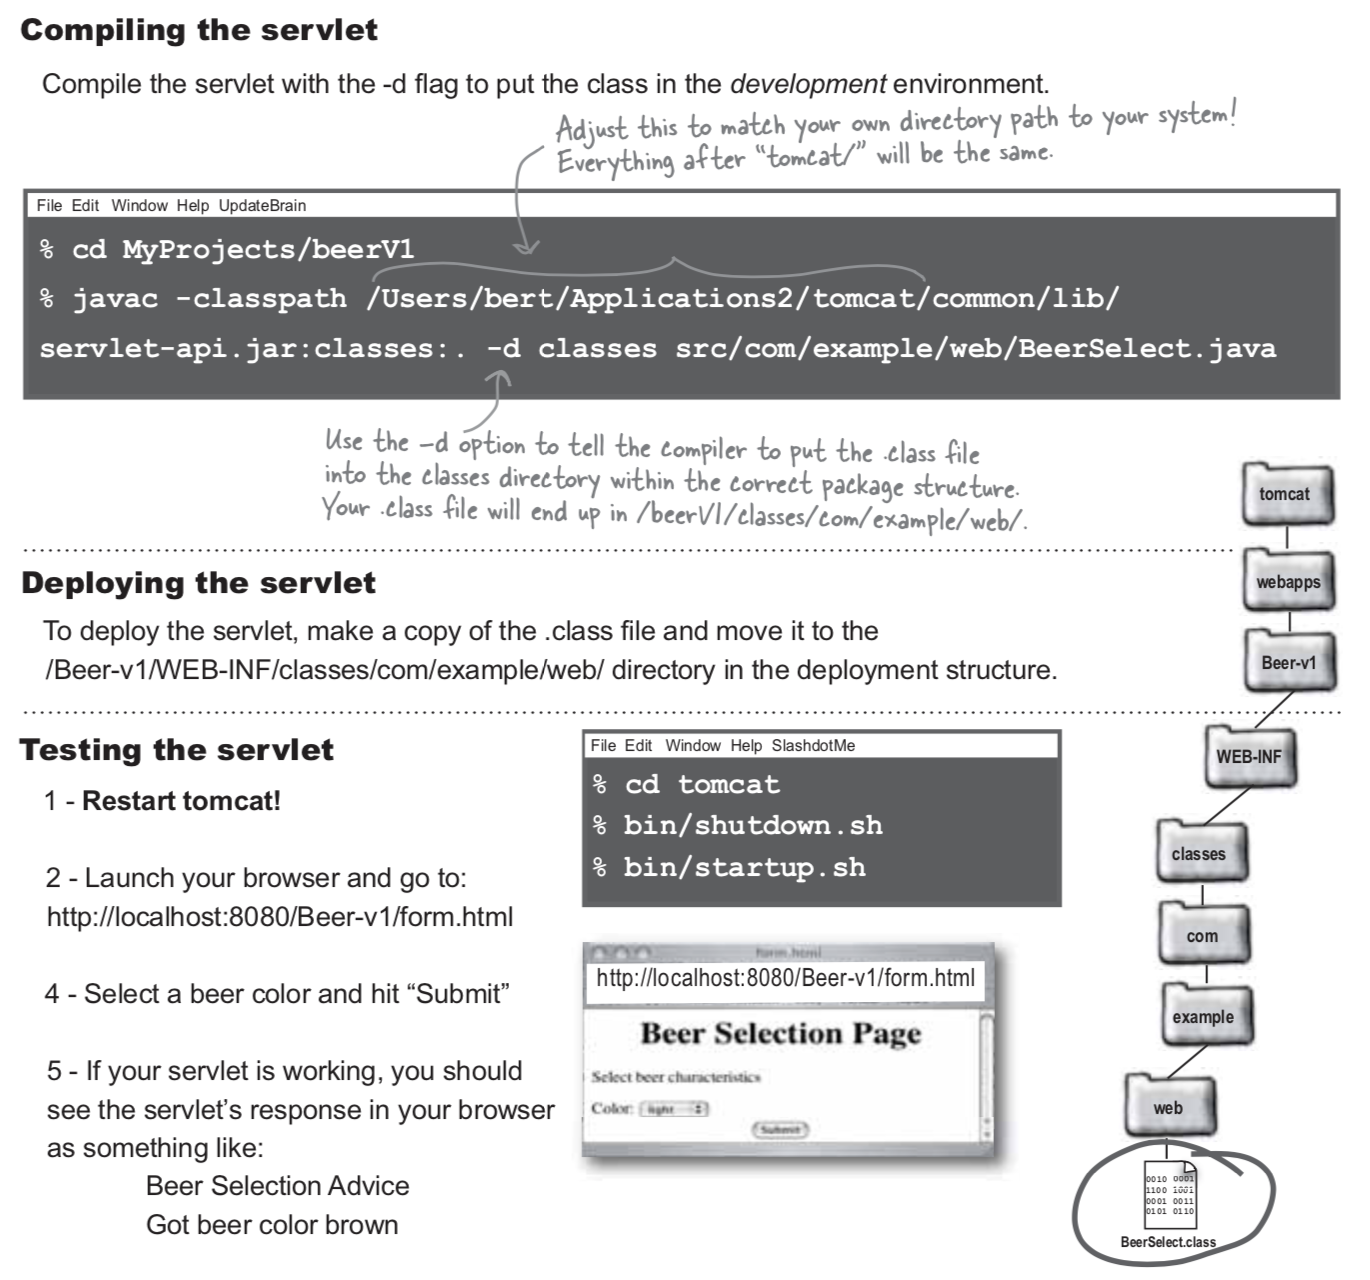 Compiling the servlet
Compile the servlet with the -d flag to put the class in the development environment.
Adjust this to match your own directory path to your system!
Everything after “tomcat/” will be the same.
File Edit Window Help UpdateBrain
% cd MyProjects/beerV1
% javac -classpath /Users/bert/Applications2/tomcat/common/lib/
servlet-api.jar:classes:. -d classes src/com/example/web/BeerSelect.java
Use the -d option to tell the compiler to put the .class file
into the classes directory within the correct package structure.
Your .class file will end up in /beerV1/classes/com/example/web/.
tomcat
webapps
Beer-v1
WEB-INF
classes
com
example
web
0010 0001
1100 1001
0001 0011
0101 0110
BeerSelect.class
Deploying the servlet
To deploy the servlet, make a copy of the .class file and move it to the
/Beer-v1/WEB-INF/classes/com/example/web/ directory in the deployment structure.
Testing the servlet
1 - Restart tomcat!
2 - Launch your browser and go to:
http://localhost:8080/Beer-v1/form.html
4 - Select a beer color and hit “Submit”
5 - If your servlet is working, you should
see the servlet’s response in your browser
as something like:
Beer Selection Advice
Got beer color brown
File Edit Window Help SlashdotMe
% cd tomcat
% bin/shutdown.sh
% bin/startup.sh
form.html
http://localhost:8080/Beer-v1/form.html
Beer Selection Page
Select beer characteristics
Color: light
Submit